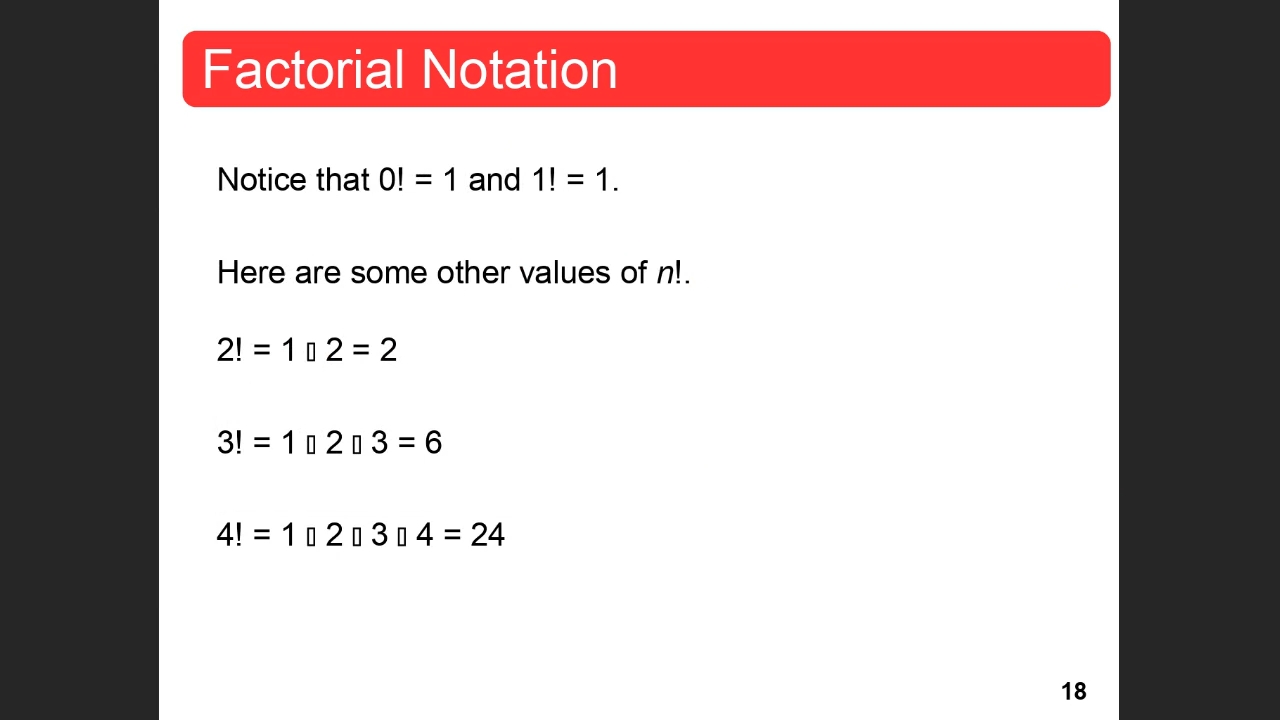 Factorial Notation
Notice that 0! = 1 and 1! = 1.
Here are some other values of n!.
2! = 1 ▯ 2 = 2
3! = 1 ▯ 2 ▯ 3 = 6
4! = 1 ▯ 2 ▯ 3 ▯ 4 = 24
18